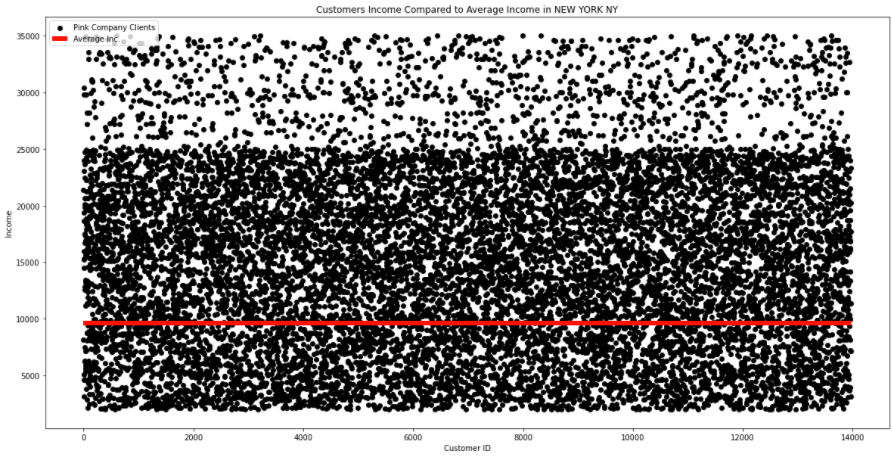 Customers Income Compared to Average Income in NEW YORK NY
Pink Company Clients
Average Inc.
35000
30000
25000
20000
15000
10000
5000
Income
0 2000 4000 6000 8000 10000 12000 14000
Customer ID